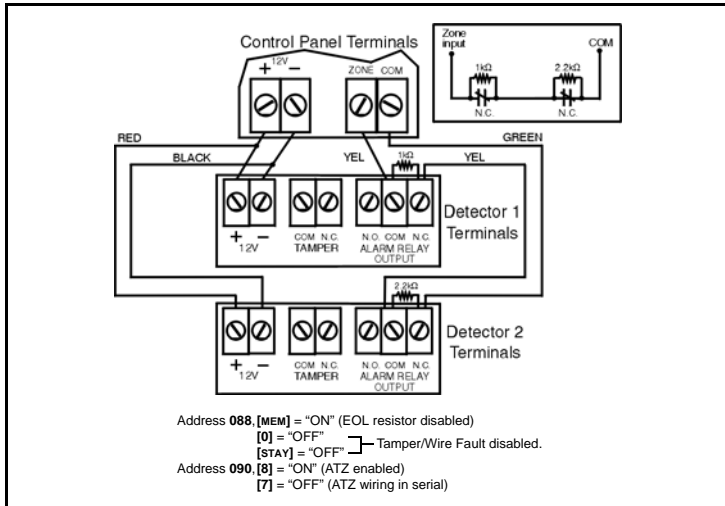 Control Panel Terminals
12V
+ −
ZONE COM
Zone
input
COM
1kΩ
2.2kΩ
N.C.
N.C.
RED
GREEN
BLACK
YEL
1kΩ
YEL
Detector 1
Terminals
+ −
12V
COM N.C.
TAMPER
N.O. COM N.C.
ALARM RELAY
OUTPUT
2.2kΩ
Detector 2
Terminals
+ −
12V
COM N.C.
TAMPER
N.O. COM N.C.
ALARM RELAY
OUTPUT
Address 088, [MEM] = “ON” (EOL resistor disabled)
[0] = “OFF”
Tamper/Wire Fault disabled.
[STAY] = “OFF”
Address 090, [8] = “ON” (ATZ enabled)
[7] = “OFF” (ATZ wiring in serial)